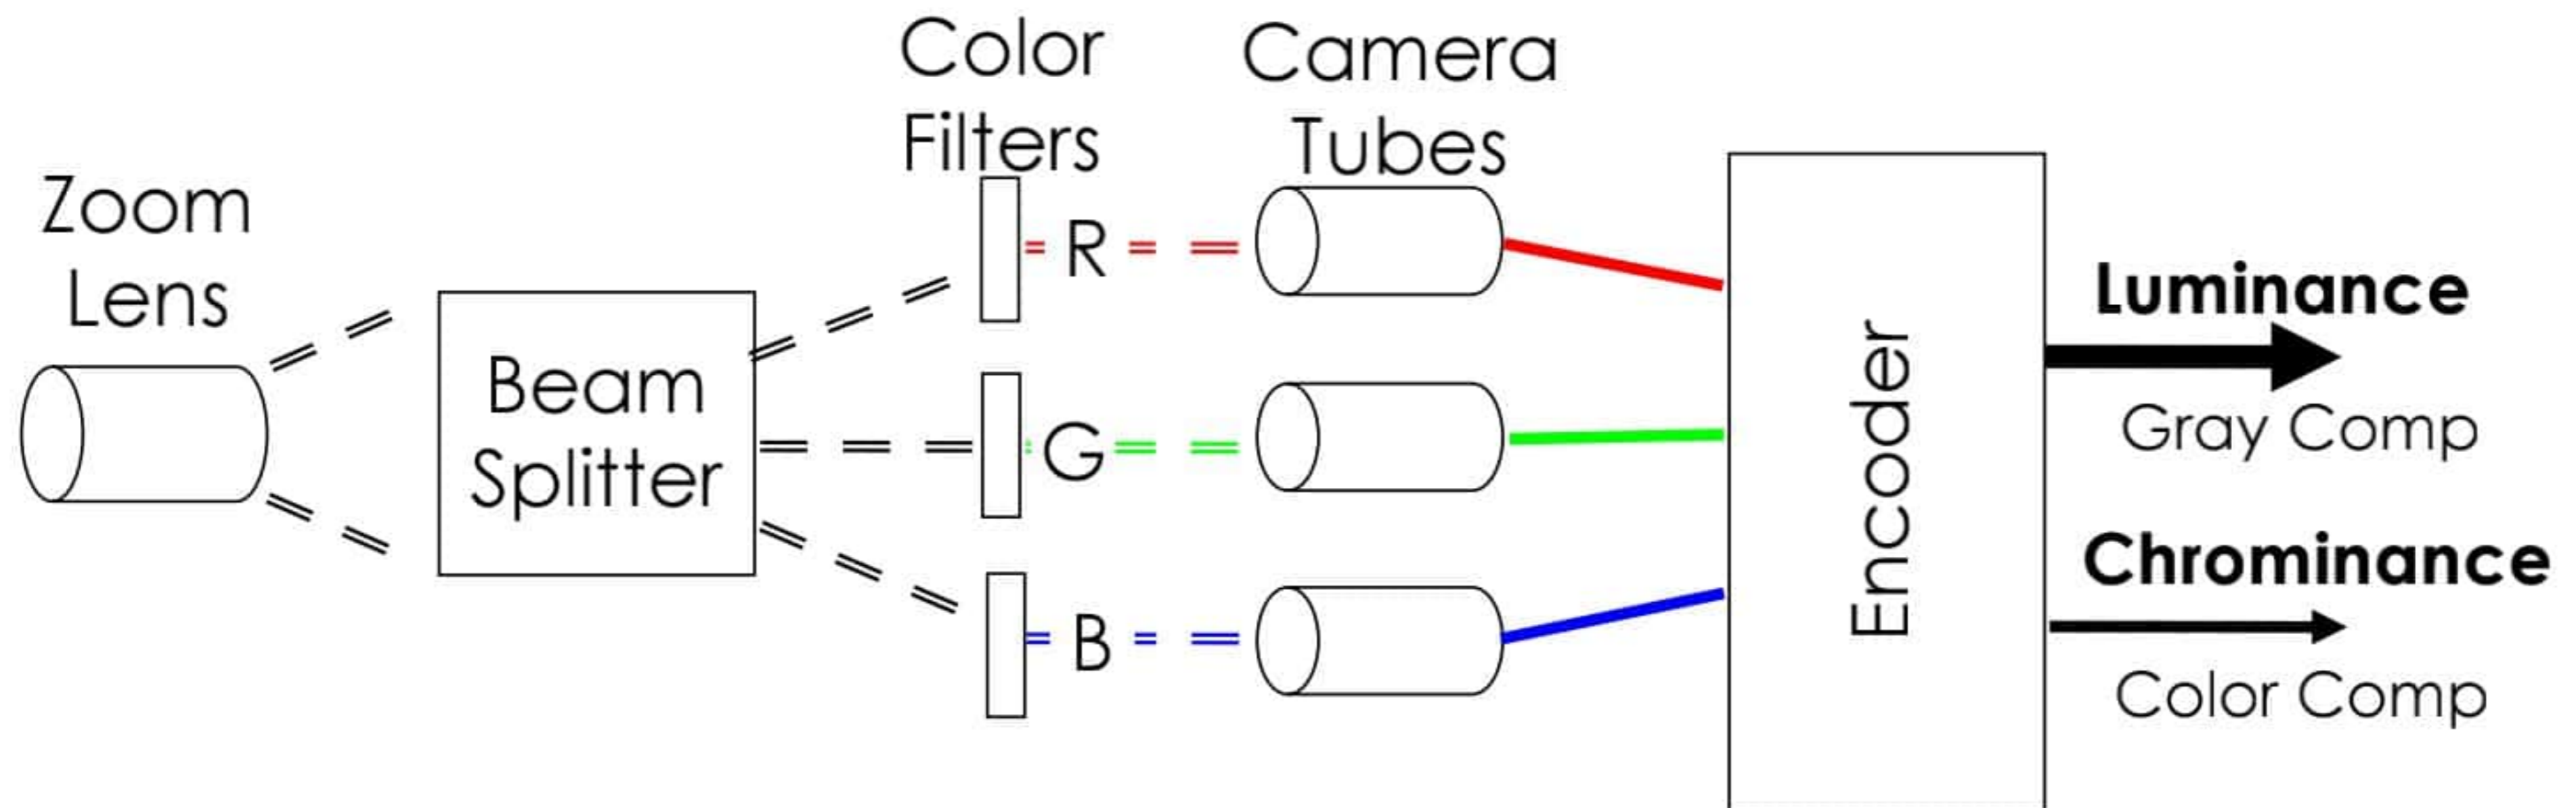 Zoom
Lens
Beam
Splitter
Color
Filters
R
G
B
Camera
Tubes
Encoder
Luminance
Gray Comp
Chrominance
Color Comp